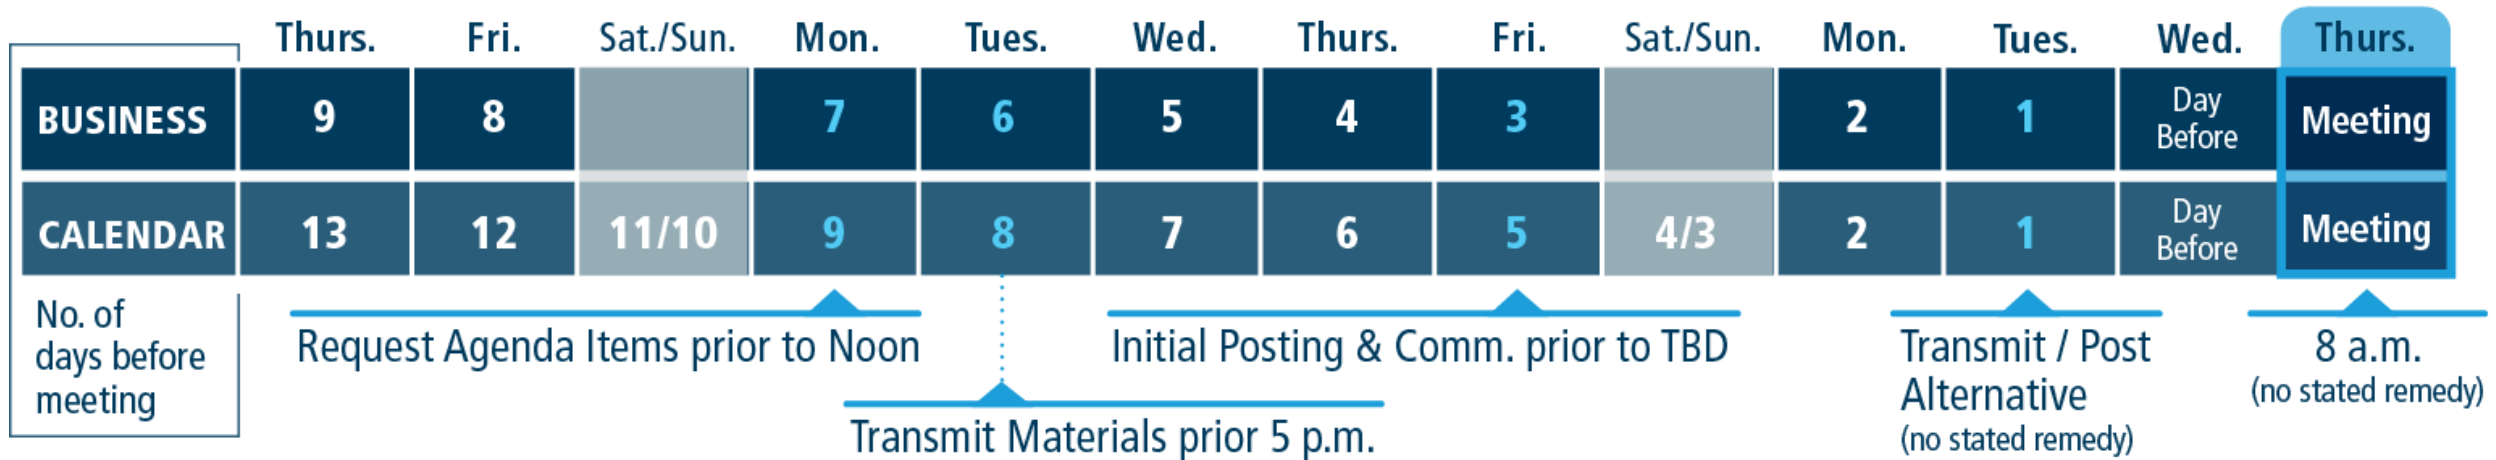 Thurs. Fri. Sat./Sun. Mon. Tues. Wed. Thurs. Fri. Sat./Sun. Mon. Tues. Wed. Thurs.
BUSINESS 9 8 7 6 5 4 3 2 1 Day Before Meeting
CALENDAR 13 12 11/10 9 8 7 6 5 4/3 2 1 Day Before Meeting
No. of
days before
meeting
Request Agenda Items prior to Noon
Transmit Materials prior 5 p.m.
Initial Posting & Comm. prior to TBD
Transmit / Post
Alternative
(no stated remedy)
8 a.m.
(no stated remedy)